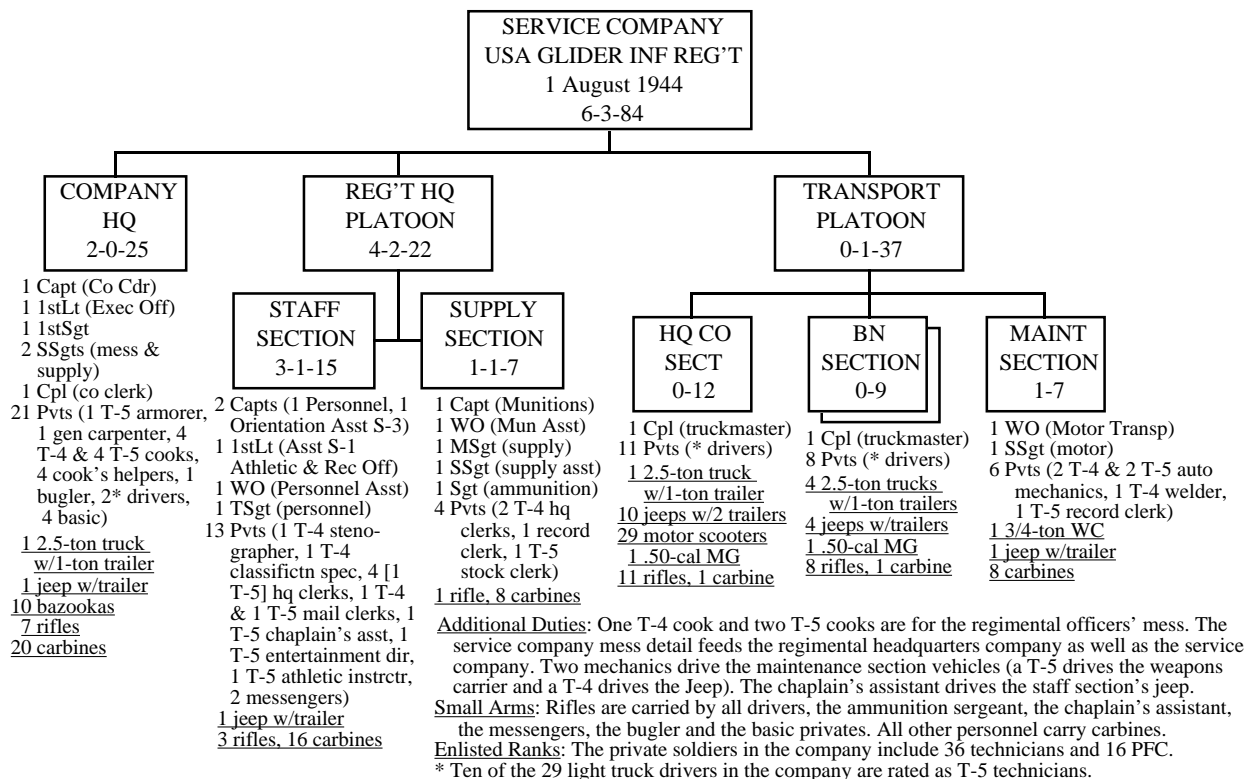 SERVICE COMPANY
USA GLIDER INF REG'T
1 August 1944
6-3-84
COMPANY
HQ
2-0-25
1 Capt (Co Cdr)
1 1stLt (Exec Off)
1 1stSgt
2 SSgts (mess &
supply)
1 Cpl (co clerk)
21 Pvts (1 T-5 armorer,
1 gen carpenter, 4
T-4 & 4 T-5 cooks,
4 cook's helpers, 1
bugler, 2* drivers,
4 basic)
1 2.5-ton truck
w/1-ton trailer
1 jeep w/trailer
10 bazookas
7 rifles
20 carbines
REG'T HQ
PLATOON
4-2-22
STAFF
SECTION
3-1-15
2 Capts (1 Personnel, 1
Orientation Asst S-3)
1 1stLt (Asst S-1
Athletic & Rec Off)
1 WO (Personnel Asst)
1 TSgt (personnel)
13 Pvts (1 T-4 steno-
grapher, 1 T-4
classifictn spec, 4 [1
T-5] hq clerks, 1 T-4
& 1 T-5 mail clerks, 1
T-5 chaplain's asst, 1
T-5 entertainment dir,
1 T-5 athletic instrctr,
2 messengers)
1 jeep w/trailer
3 rifles, 16 carbines
SUPPLY
SECTION
1-1-7
1 Capt (Munitions)
1 WO (Mun Asst)
1 MSgt (supply)
1 SSgt (supply asst)
1 Sgt (ammunition)
4 Pvts (2 T-4 hq
clerks, 1 record
clerk, 1 T-5
stock clerk)
1 rifle, 8 carbines
TRANSPORT
PLATOON
0-1-37
HQ CO
SECT
0-12
1 Cpl (truckmaster)
11 Pvts (* drivers)
1 2.5-ton truck
w/1-ton trailer
10 jeeps w/2 trailers
29 motor scooters
1 .50-cal MG
11 rifles, 1 carbine
BN
SECTION
0-9
1 Cpl (truckmaster)
8 Pvts (* drivers)
4 2.5-ton trucks
w/1-ton trailers
4 jeeps w/trailers
1 .50-cal MG
8 rifles, 1 carbine
MAINT
SECTION
1-7
1 WO (Motor Transp)
1 SSgt (motor)
6 Pvts (2 T-4 & 2 T-5 auto
mechanics, 1 T-4 welder,
1 T-5 record clerk)
1 3/4-ton WC
1 jeep w/trailer
8 carbines
Additional Duties: One T-4 cook and two T-5 cooks are for the regimental officers' mess. The
service company mess detail feeds the regimental headquarters company as well as the service
company. Two mechanics drive the maintenance section vehicles (a T-5 drives the weapons
carrier and a T-4 drives the Jeep). The chaplain's assistant drives the staff section's jeep.
Small Arms: Rifles are carried by all drivers, the ammunition sergeant, the chaplain's assistant,
the messengers, the bugler and the basic privates. All other personnel carry carbines.
Enlisted Ranks: The private soldiers in the company include 36 technicians and 16 PFC.
* Ten of the 29 light truck drivers in the company are rated as T-5 technicians.